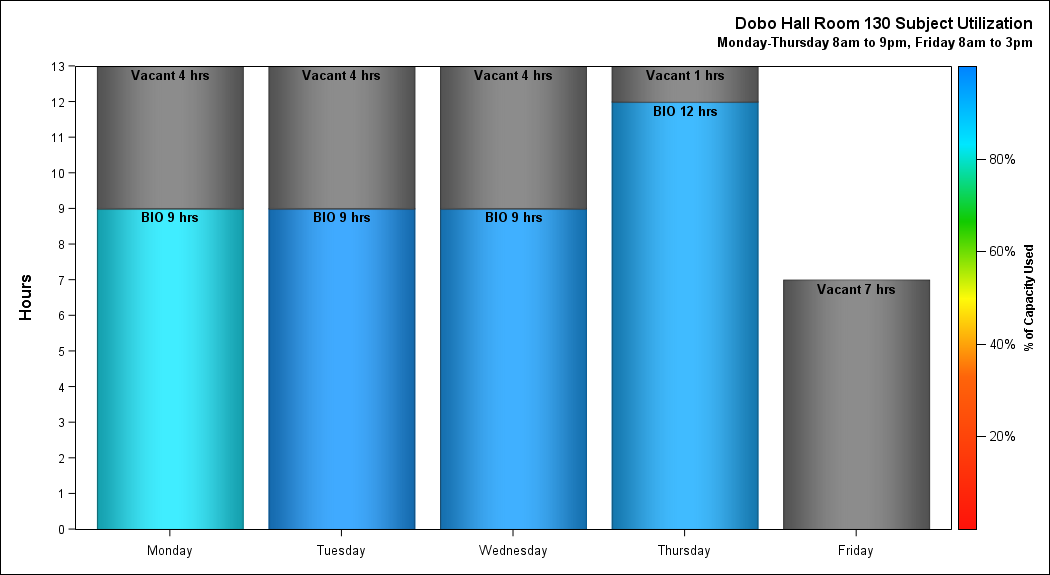 Dobo Hall Room 130 Subject Utilization
Monday-Thursday 8am to 9pm, Friday 8am to 3pm
Hours
13
12
11
10
9
8
7
6
5
4
3
2
1
0
Vacant 4 hrs
BIO 9 hrs
Vacant 4 hrs
BIO 9 hrs
Vacant 4 hrs
BIO 9 hrs
Vacant 1 hrs
BIO 12 hrs
Vacant 7 hrs
Monday
Tuesday
Wednesday
Thursday
Friday
80%
60%
40%
20%
% of Capacity Used